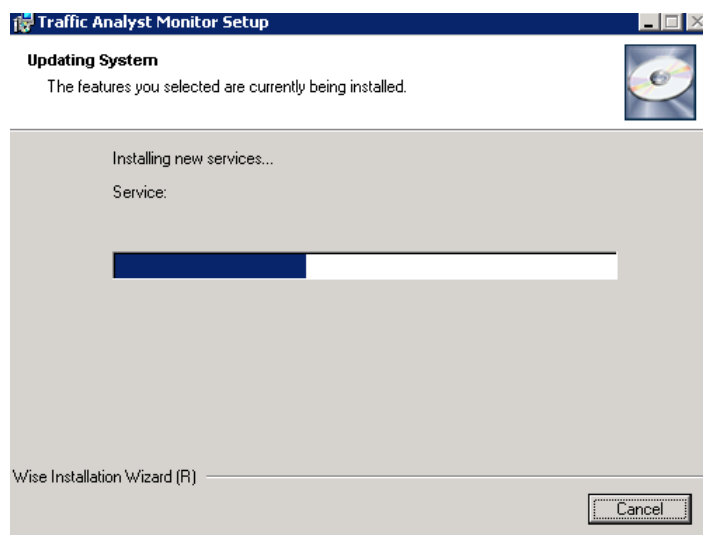 Traffic Analyst Monitor Setup
Updating System
The features you selected are currently being installed.
Installing new services...
Service:
Wise Installation Wizard (R)
Cancel